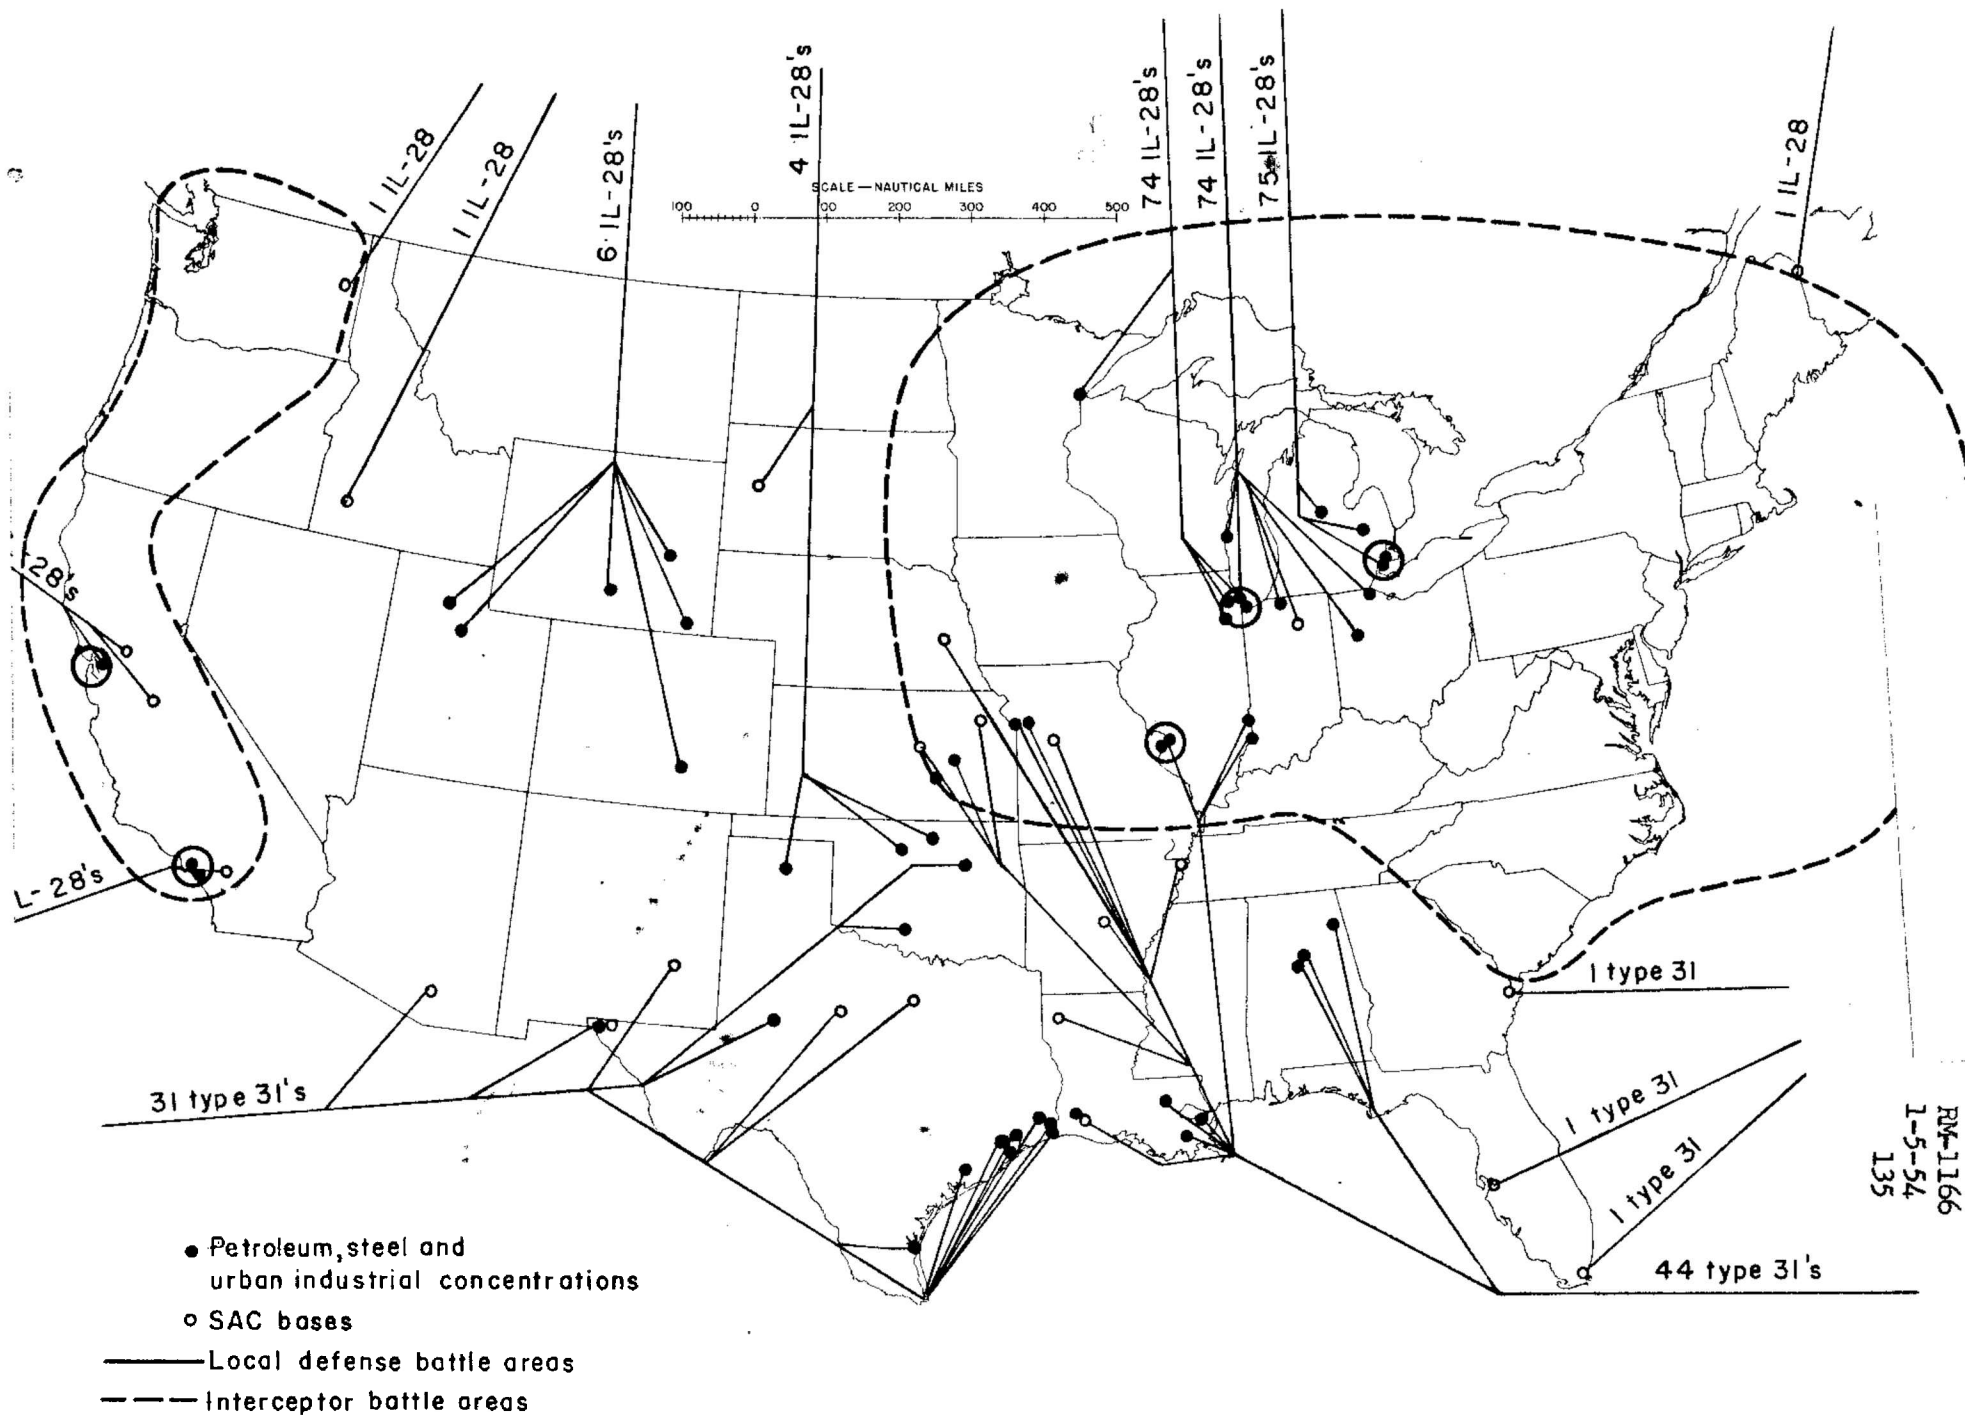 1 IL-28
1 IL-28
6 IL-28's
4 IL-28's
74 IL-28's
74 IL-28's
75 IL-28's
1 IL-28
SCALE — NAUTICAL MILES
100 0 100 200 300 400 500
28's
L-28's
31 type 31's
1 type 31
1 type 31
1 type 31
44 type 31's
RM-1166
1-5-54
135
Petroleum, steel and
urban industrial concentrations
SAC bases
Local defense battle areas
Interceptor battle areas